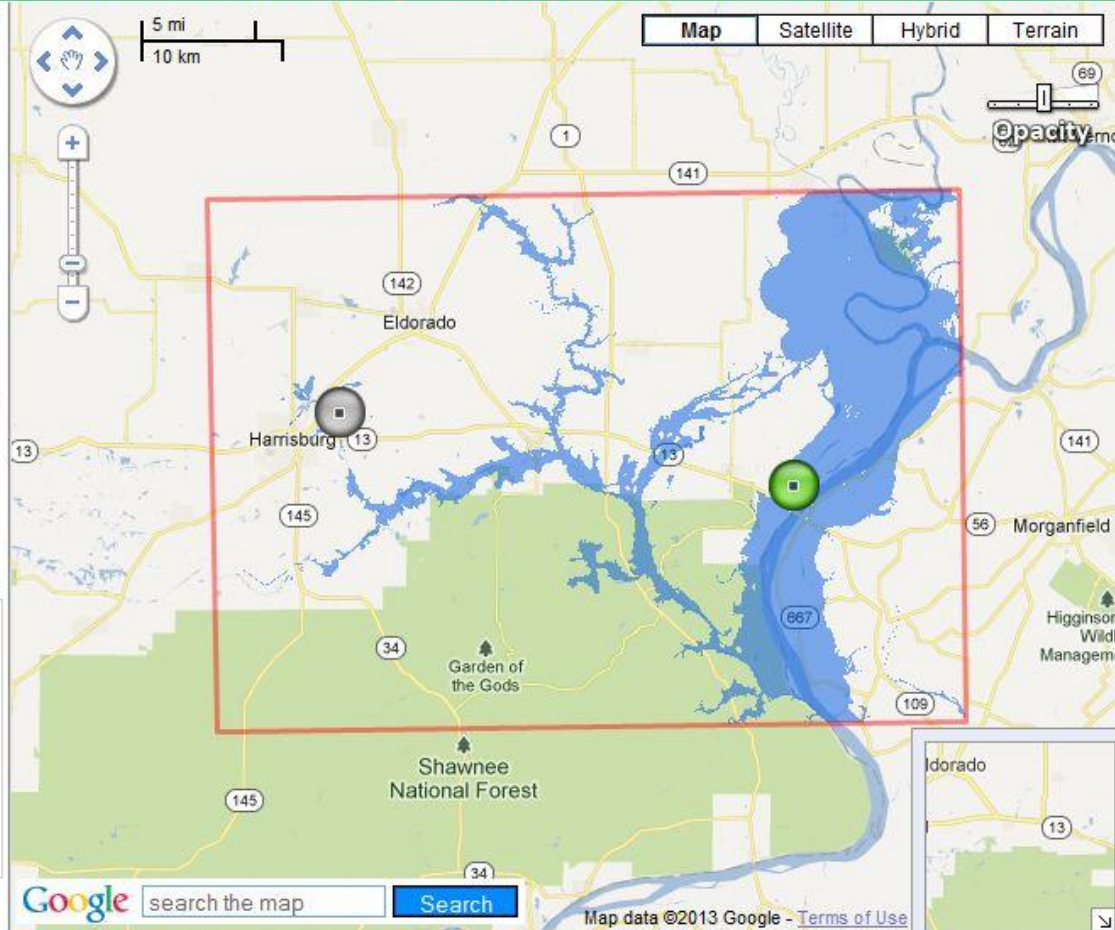 5 mi
10 km
Map
Satellite
Hybrid
Terrain
69
Opacity
1
141
142
Eldorado
Harrisburg
13
13
13
141
145
56
Morganfield
667
Higginson
Wildl
Managem
34
Garden of
the Gods
109
Shawnee
National Forest
ldorado
145
13
34
Google
search the map
Search
Map data ©2013 Google - Terms of Use